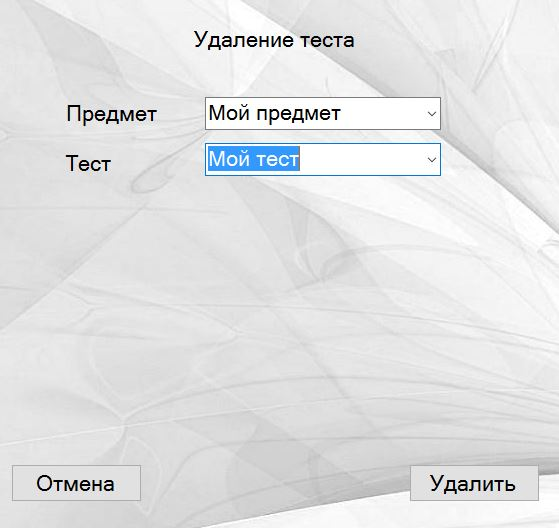 Удаление теста
Предмет Мой предмет
Тест Мой тест
Отмена Удалить